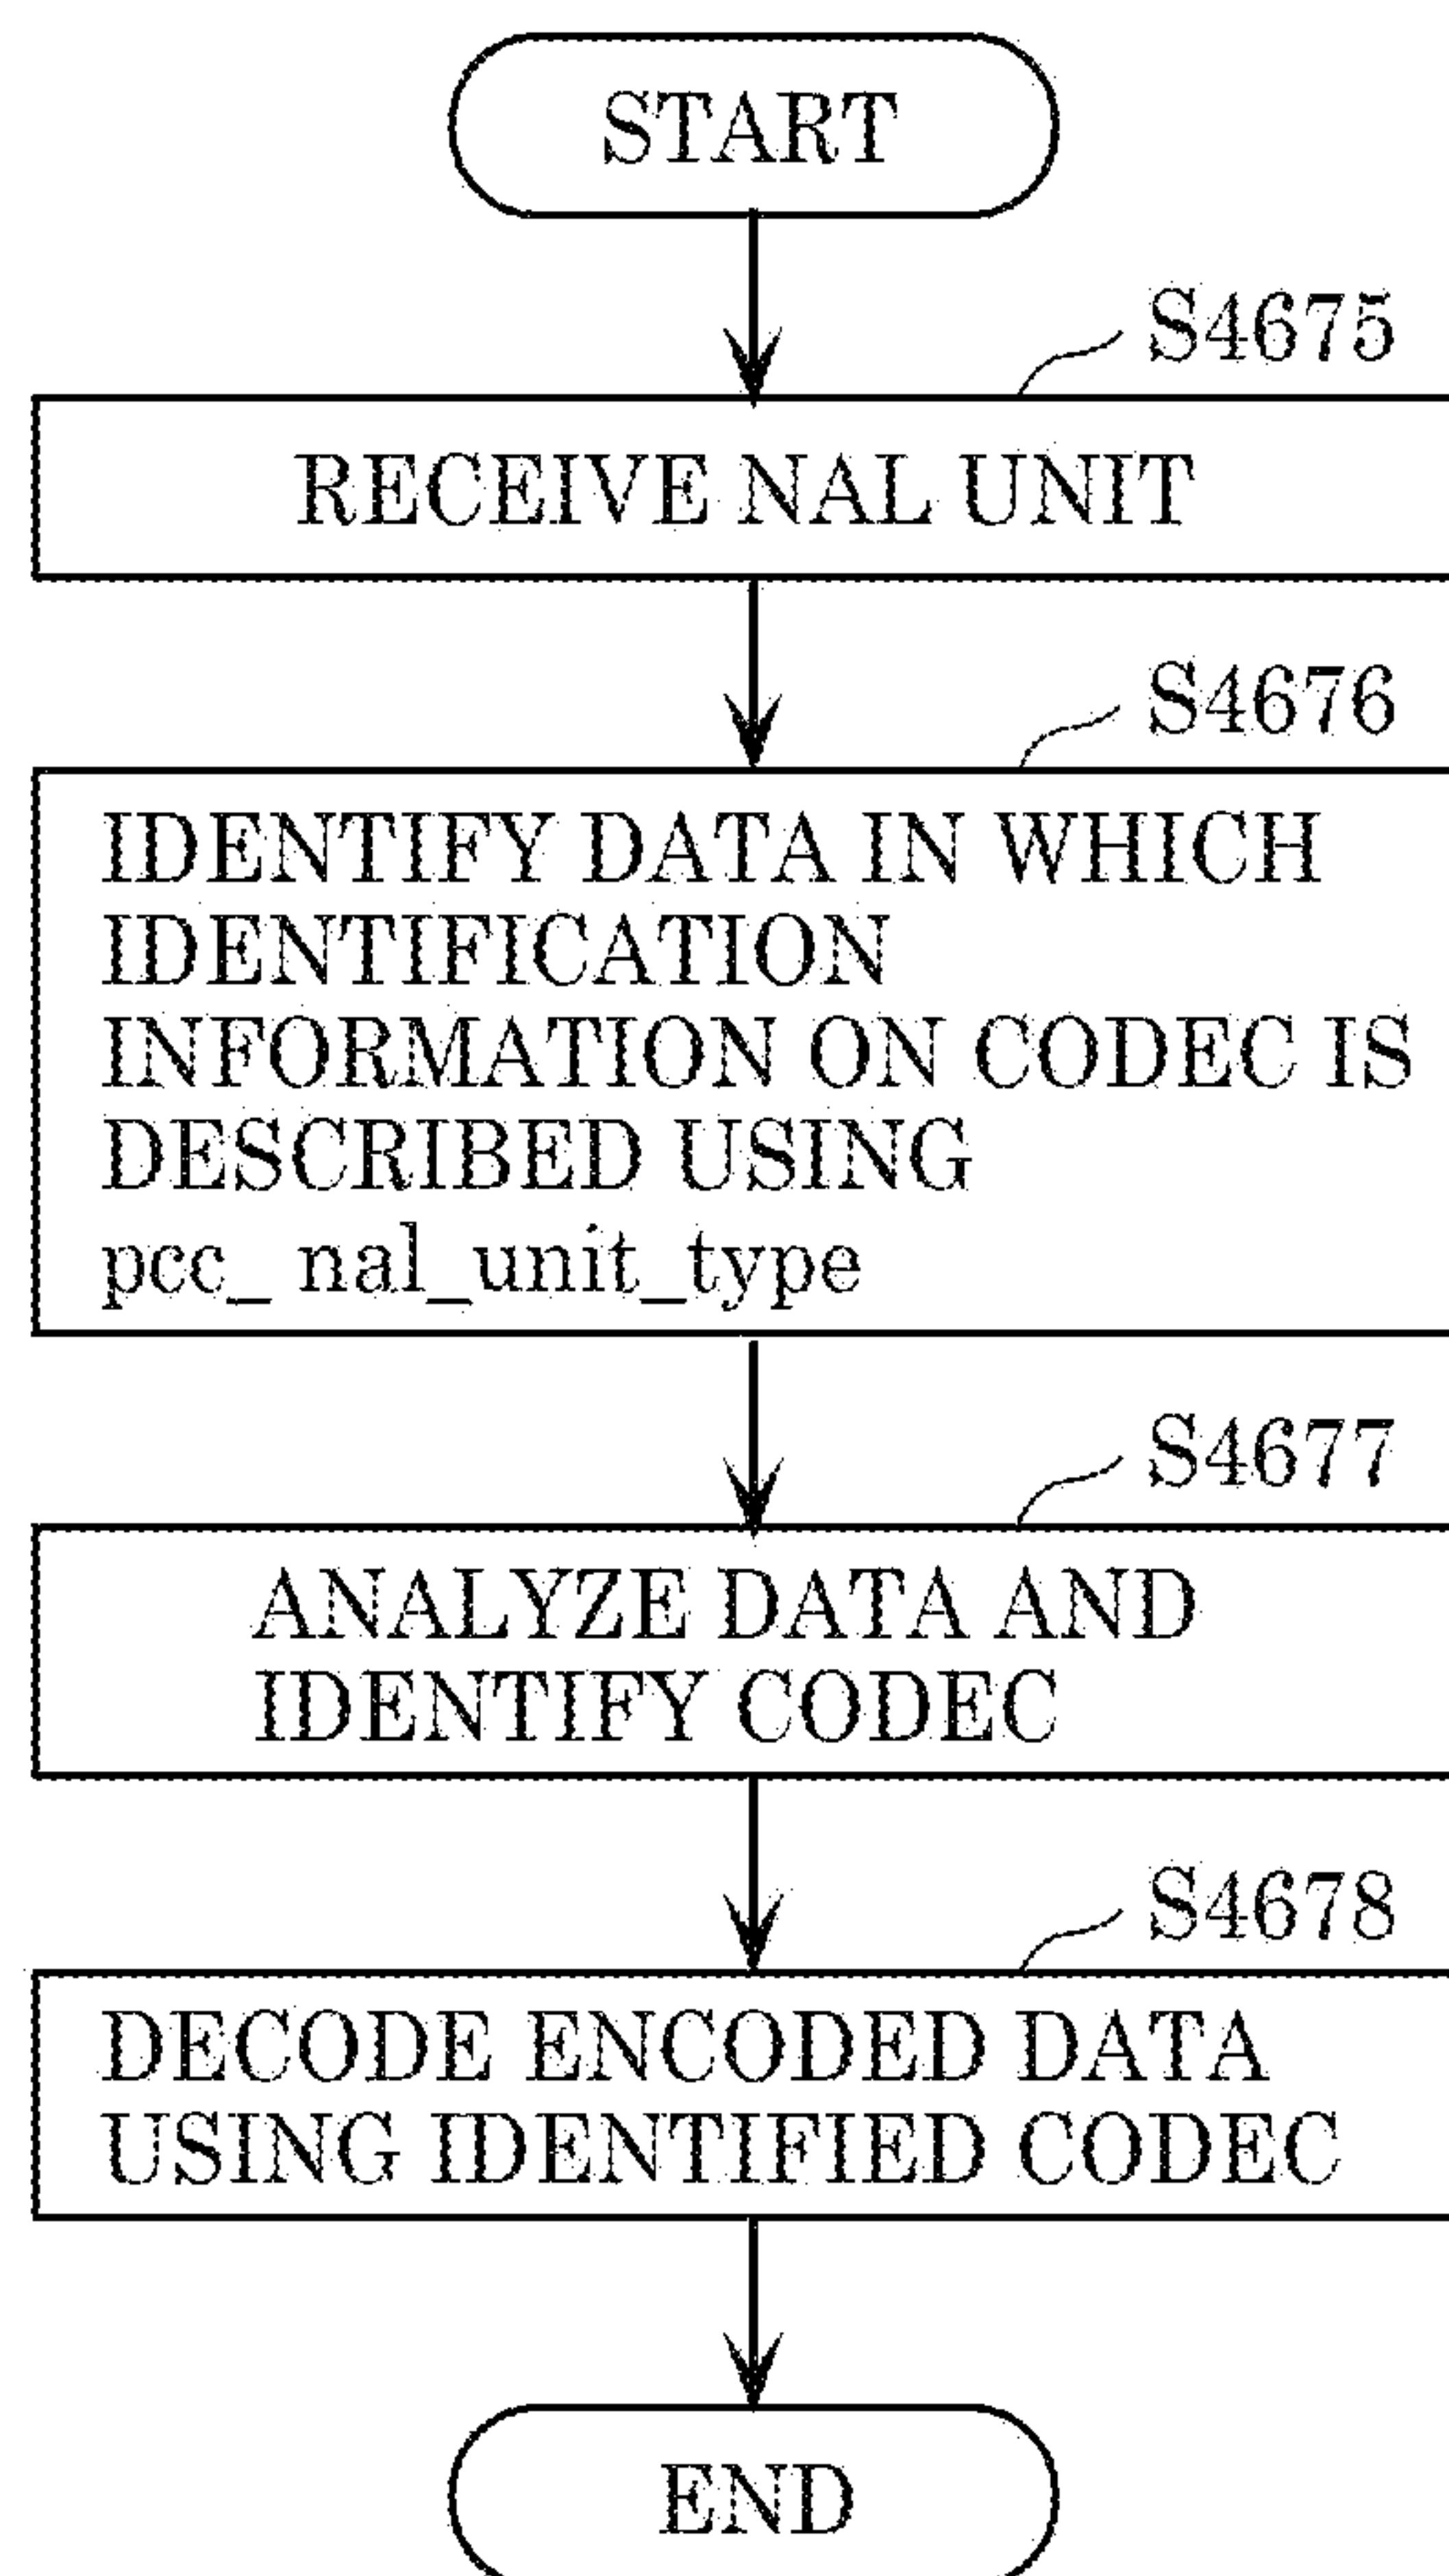 START
S4675
RECEIVE NAL UNIT
S4676
IDENTIFY DATA IN WHICH
IDENTIFICATION
INFORMATION ON CODEC IS
DESCRIBED USING
pcc_ nal_unit_type
S4677
ANALYZE DATA AND
IDENTIFY CODEC
S4678
DECODE ENCODED DATA
USING IDENTIFIED CODEC
END